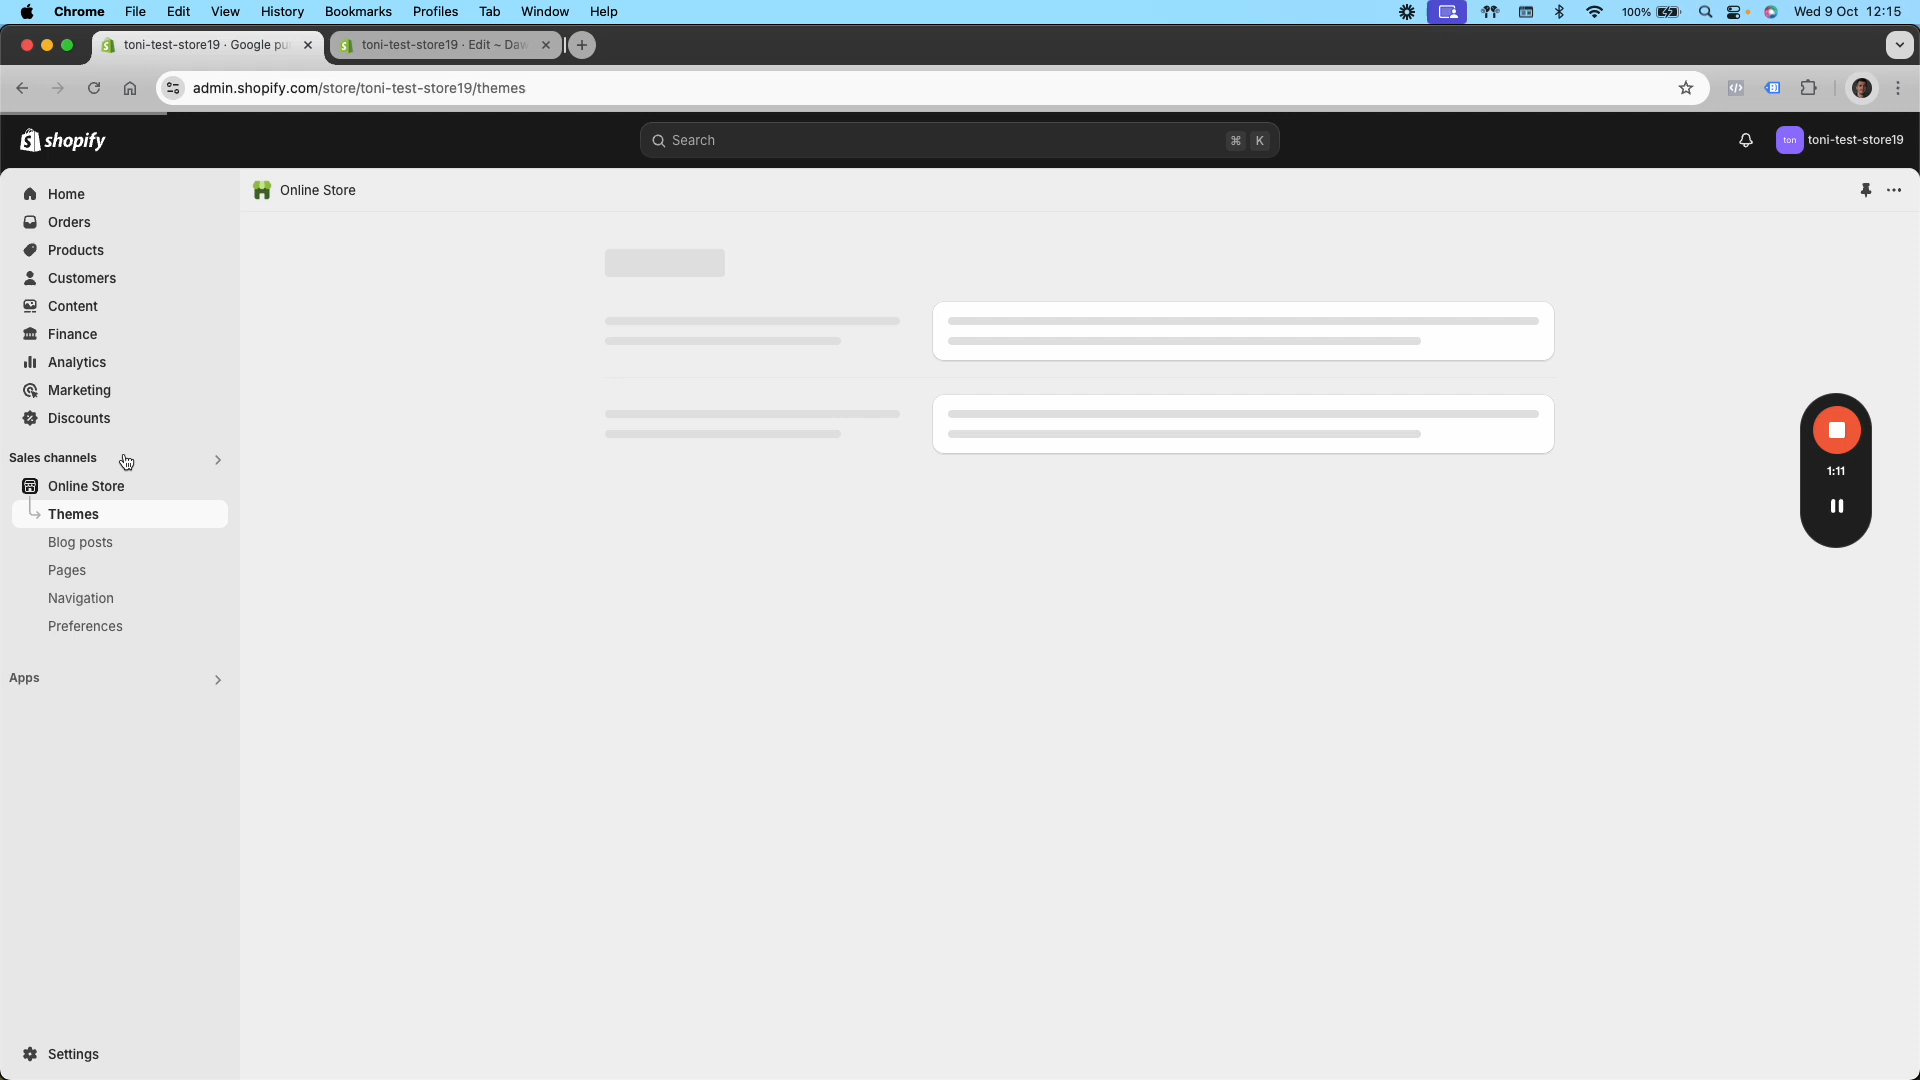 Chrome File Edit View History Bookmarks Profiles Tab Window Help 100% Wed 9 Oct 12:15
toni-test-store19 · Google pu toni-test-store19 · Edit ~ Daw
admin.shopify.com/store/toni-test-store19/themes
shopify Search ⌘ K ton toni-test-store19
Home
Online Store
Orders
Products
Customers
Content
Finance
Analytics
Marketing
Discounts
Sales channels
1:11
Online Store
Themes
Blog posts
Pages
Navigation
Preferences
Apps
Settings